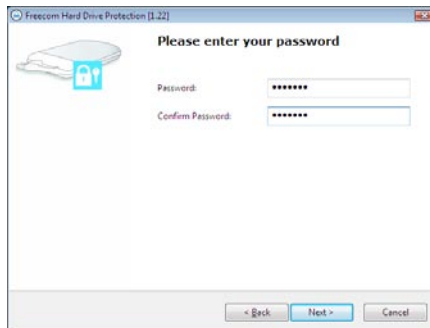 Freecom Hard Drive Protection [1.22]
Please enter your password
Password: •••••••
Confirm Password: •••••••
< Back Next > Cancel